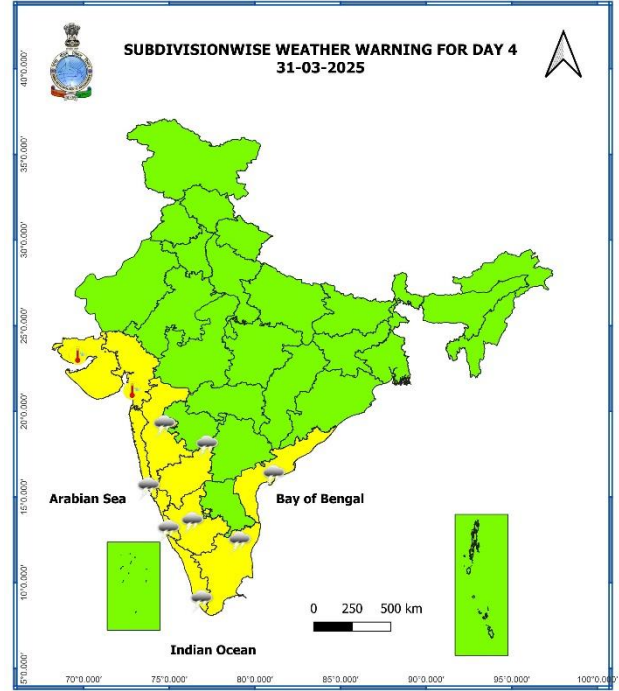 SUBDIVISIONWISE WEATHER WARNING FOR DAY 4
31-03-2025
40°0.000'
35°0.000'
30°0.000'
25°0.000'
20°0.000'
15°0.000'
10°0.000'
5°0.000'
Arabian Sea
Bay of Bengal
0 250 500 km
Indian Ocean
70°0.000' 75°0.000' 80°0.000' 85°0.000' 90°0.000' 95°0.000' 100°0.000'